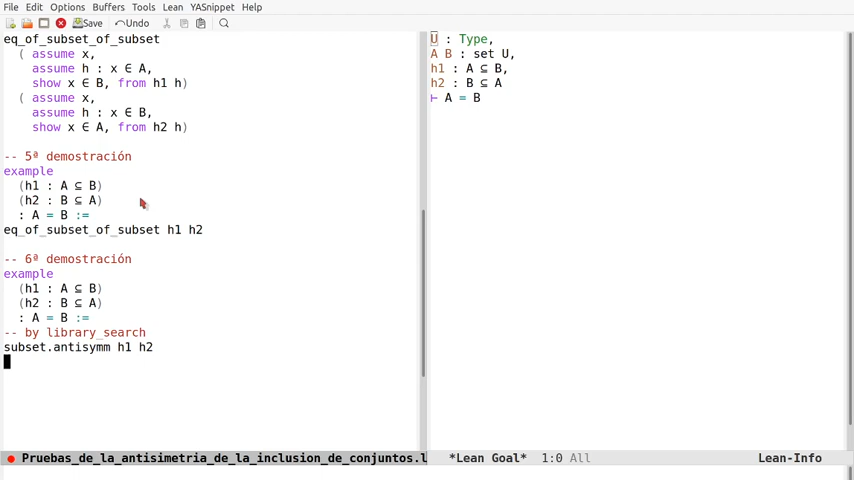 File Edit Options Buffers Tools Lean YASnippet Help
Save Undo
eq_of_subset_of_subset
( assume x,
assume h : x ∈ A,
show x ∈ B, from h1 h)
( assume x,
assume h : x ∈ B,
show x ∈ A, from h2 h)
-- 5ª demostración
example
(h1 : A ⊆ B)
(h2 : B ⊆ A)
: A = B :=
eq_of_subset_of_subset h1 h2
-- 6ª demostración
example
(h1 : A ⊆ B)
(h2 : B ⊆ A)
: A = B :=
-- by library_search
subset.antisymm h1 h2
Pruebas_de_la_antisimetria_de_la_inclusion_de_conjuntos.l
U : Type,
A B : set U,
h1 : A ⊆ B,
h2 : B ⊆ A
⊢ A = B
*Lean Goal* 1:0 All Lean-Info